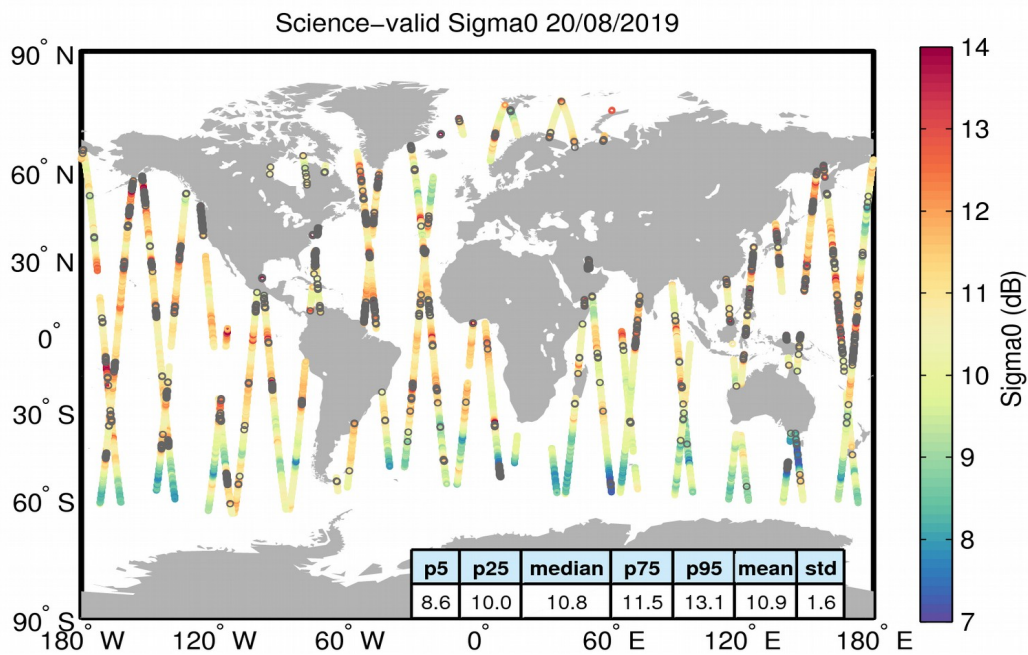 Science−valid Sigma0 20/08/2019
90° N
60° N
30° N
0°
30° S
60° S
90° S
180° W
120° W
60° W
0°
60° E
120° E
180° E
p5 p25 median p75 p95 mean std
8.6 10.0 10.8 11.5 13.1 10.9 1.6
14
13
12
11
10
9
8
7
Sigma0 (dB)